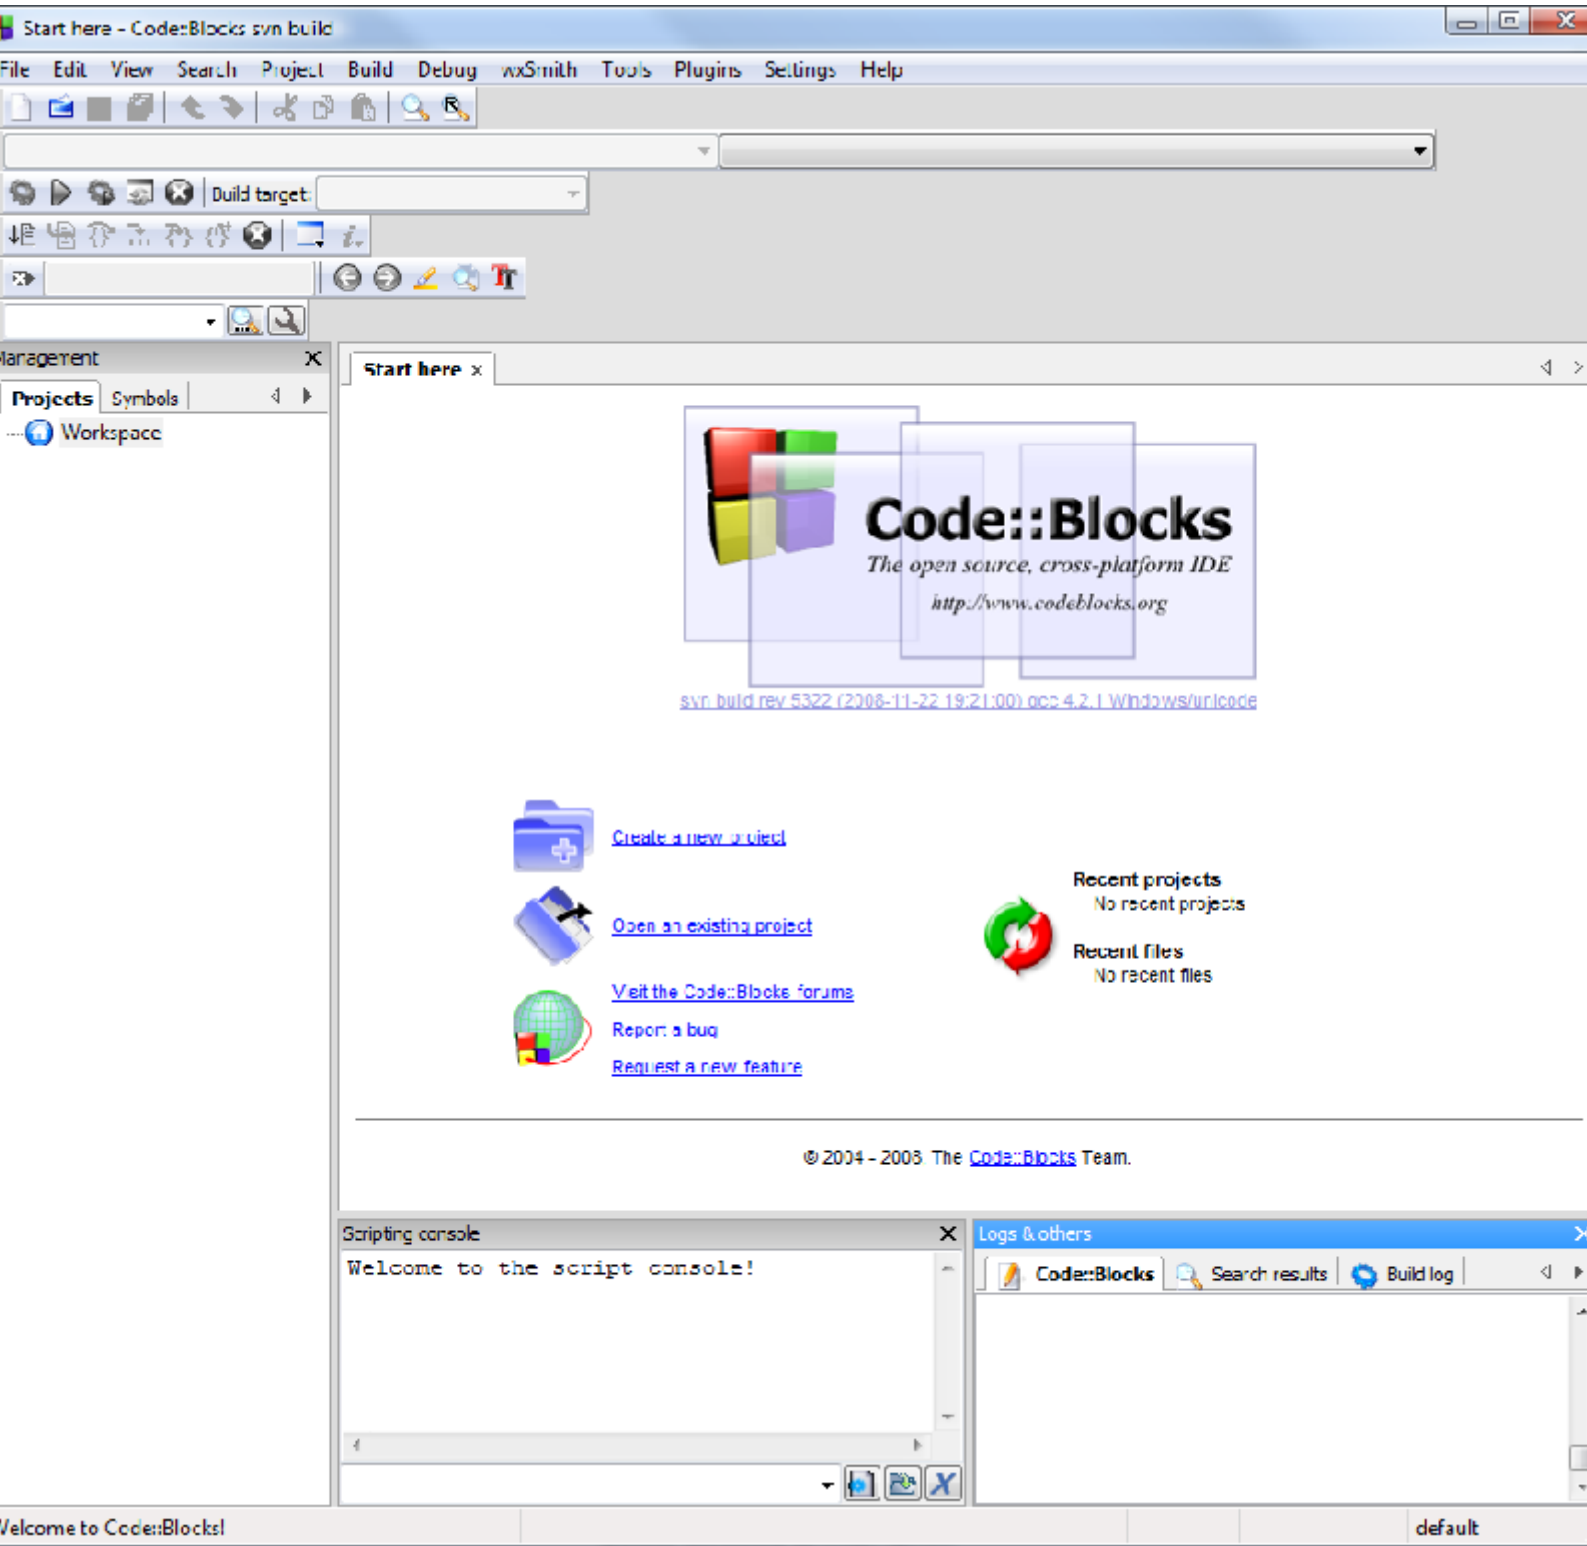 Start here - Code::Blocks svn build
File Edit View Search Project Build Debug wxSmith Tools Plugins Settings Help
Build target:
Management
Projects Symbols
Workspace
Start here
Code::Blocks
The open source, cross-platform IDE
http://www.codeblocks.org
svn build rev 5322 (2008-11-22 19:21:00) gcc 4.2.1 Windows/unicode
Create a new project
Open an existing project
Visit the Code::Blocks forums
Report a bug
Request a new feature
Recent projects
No recent projects
Recent files
No recent files
© 2004 - 2008 The Code::Blocks Team.
Scripting console
Welcome to the script console!
Logs & others
Code::Blocks Search results Build log
Welcome to Code::Blocks!
default